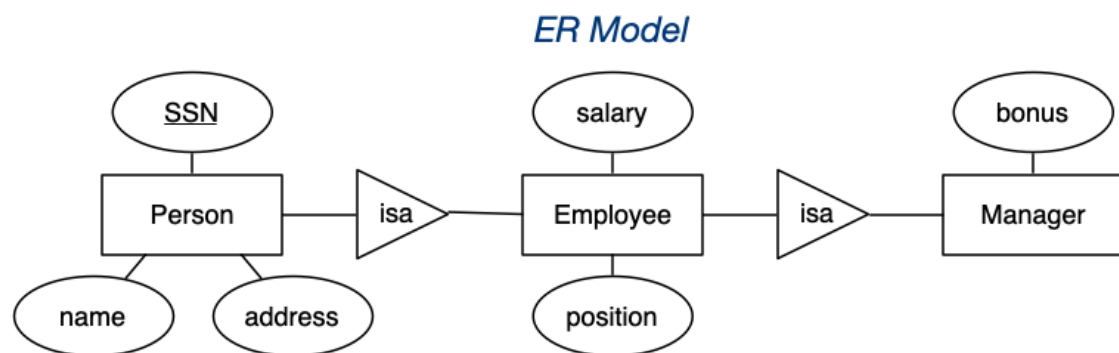 ER Model
SSN
salary
bonus
Person
isa
Employee
isa
Manager
name
address
position